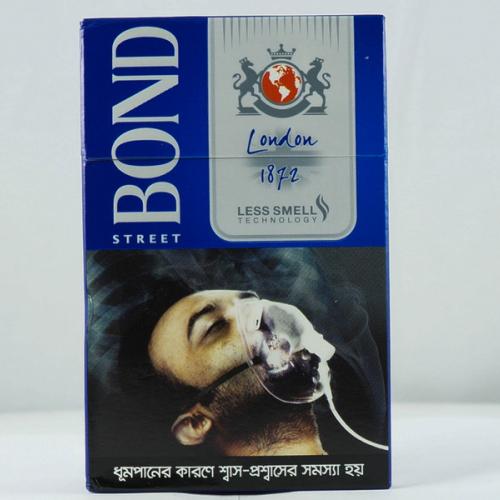 BOND
STREET
London
1872
LESS SMELL
TECHNOLOGY
ধূমপানের কারণে শ্বাস-প্রশ্বাসের সমস্যা হয়